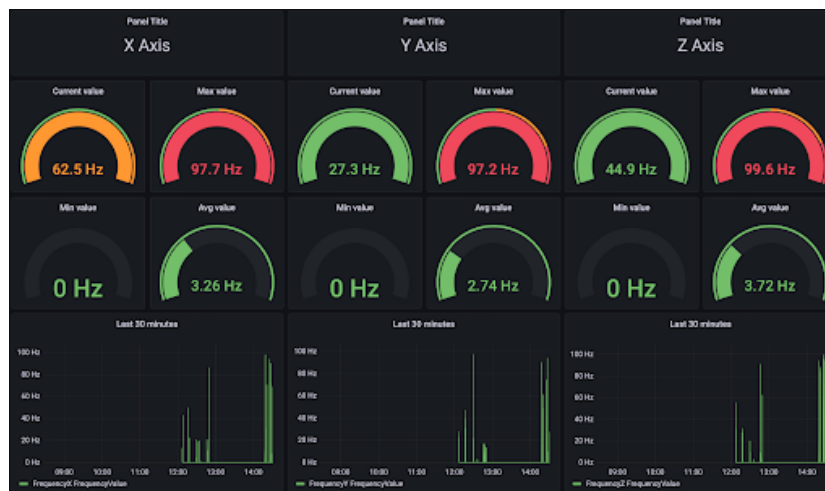 Panel Title
X Axis
Panel Title
Y Axis
Panel Title
Z Axis
Current value
62.5 Hz
Max value
97.7 Hz
Current value
27.3 Hz
Max value
97.2 Hz
Current value
44.9 Hz
Max value
99.6 Hz
Min value
0 Hz
Avg value
3.26 Hz
Min value
0 Hz
Avg value
2.74 Hz
Min value
0 Hz
Avg value
3.72 Hz
Last 30 minutes
100 Hz
80 Hz
60 Hz
40 Hz
20 Hz
0 Hz
09:00 10:00 11:00 12:00 13:00 14:00
FrequencyX FrequencyValue
Last 30 minutes
100 Hz
80 Hz
60 Hz
40 Hz
20 Hz
0 Hz
09:00 10:00 11:00 12:00 13:00 14:00
FrequencyY FrequencyValue
Last 30 minutes
100 Hz
80 Hz
60 Hz
40 Hz
20 Hz
0 Hz
09:00 10:00 11:00 12:00 13:00 14:00
FrequencyZ FrequencyValue